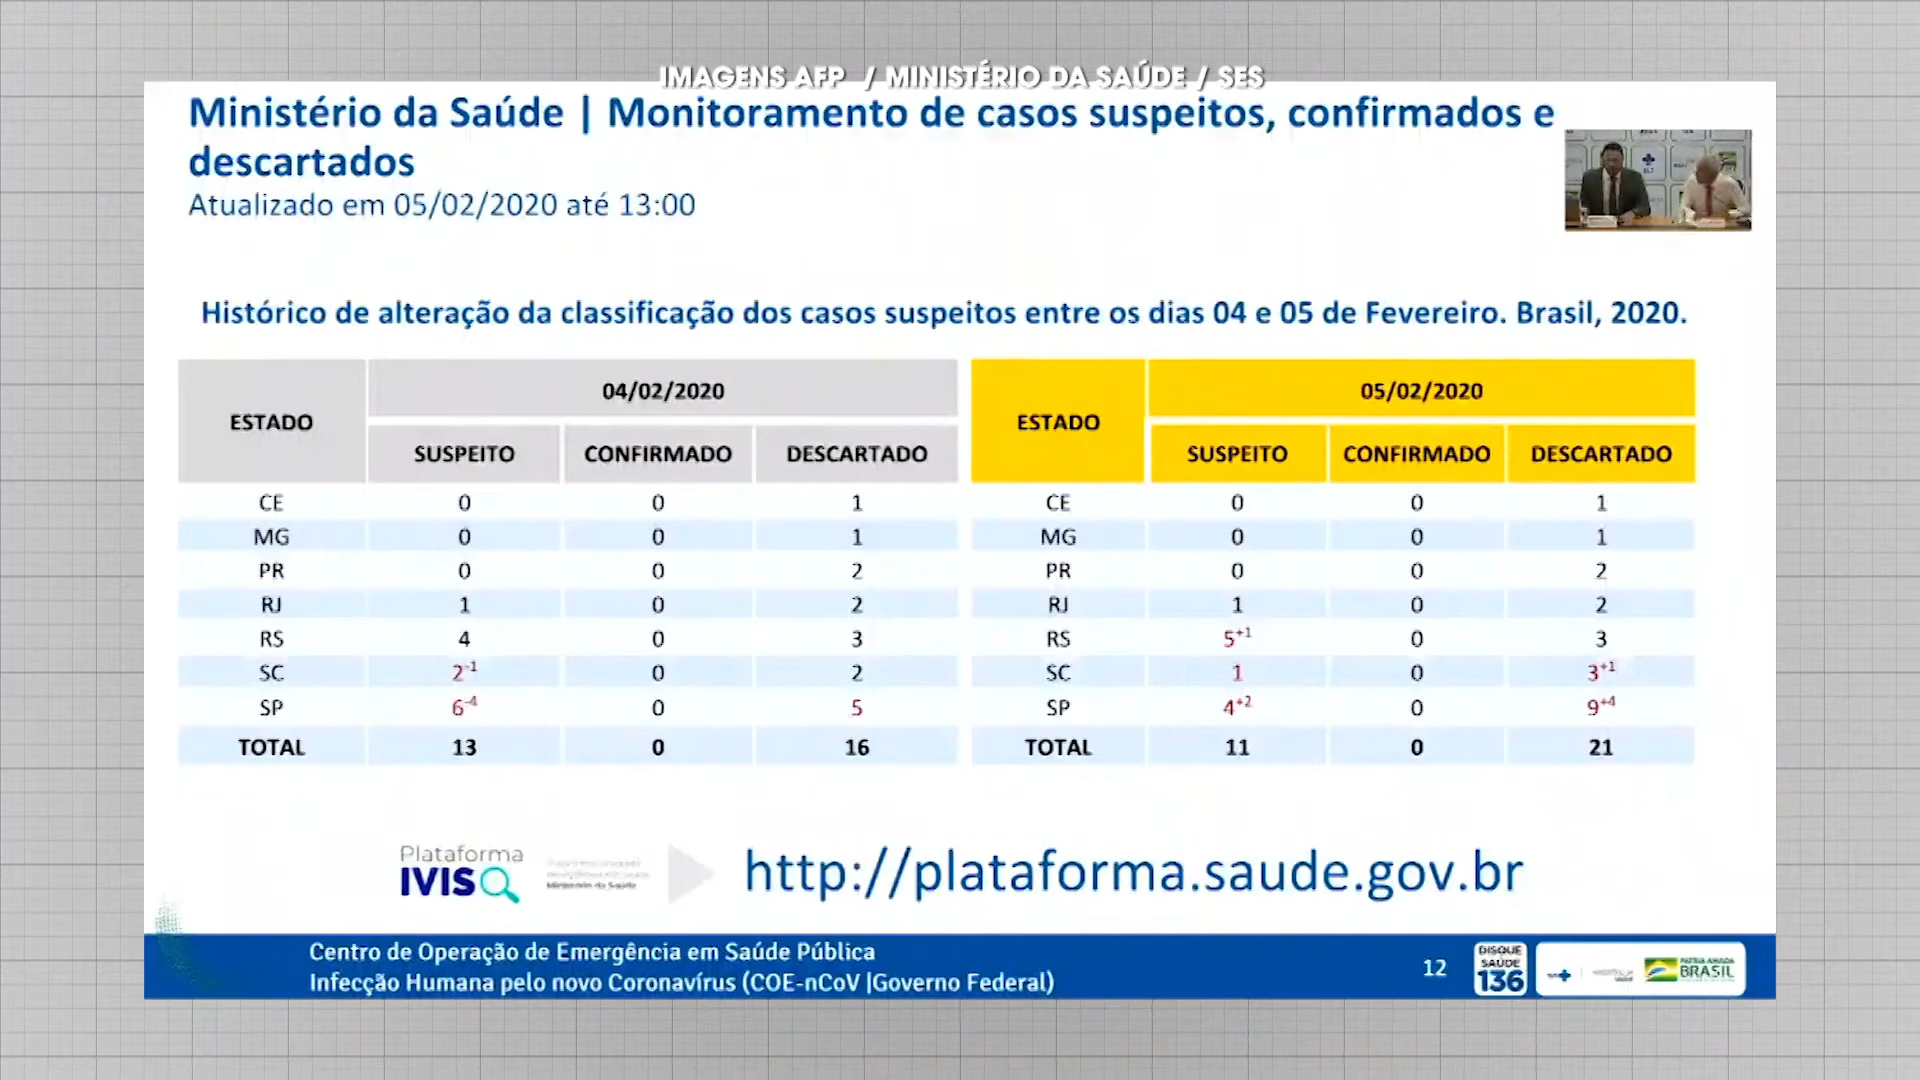 IMAGENS AFP / MINISTÉRIO DA SAÚDE / SES
Ministério da Saúde | Monitoramento de casos suspeitos, confirmados e
descartados
Atualizado em 05/02/2020 até 13:00
Histórico de alteração da classificação dos casos suspeitos entre os dias 04 e 05 de Fevereiro. Brasil, 2020.
ESTADO 04/02/2020 ESTADO 05/02/2020
SUSPEITO CONFIRMADO DESCARTADO SUSPEITO CONFIRMADO DESCARTADO
CE 0 0 1 CE 0 0 1
MG 0 0 1 MG 0 0 1
PR 0 0 2 PR 0 0 2
RJ 1 0 2 RJ 1 0 2
RS 4 0 3 RS 5+1 0 3
SC 2-1 0 2 SC 1 0 3+1
SP 6-4 0 5 SP 4+2 0 9+4
TOTAL 13 0 16 TOTAL 11 0 21
Plataforma
IVIS
Ministério da Saúde
http://plataforma.saude.gov.br
Centro de Operação de Emergência em Saúde Pública
Infecção Humana pelo novo Coronavírus (COE-nCoV |Governo Federal)
12
DISQUE
SAÚDE
136
PÁTRIA AMADA
BRASIL